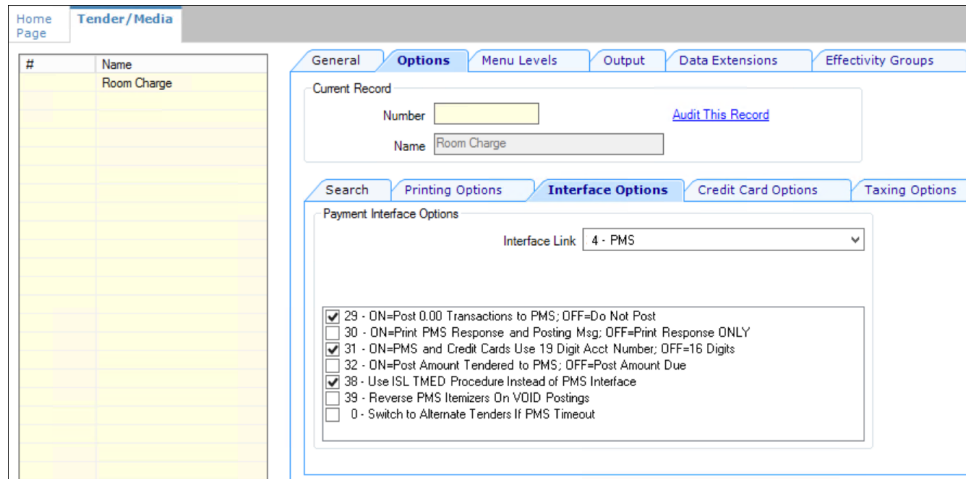 Home Page
Tender/Media
# Name
Room Charge
General Options Menu Levels Output Data Extensions Effectivity Groups
Current Record
Number
Audit This Record
Name Room Charge
Search Printing Options Interface Options Credit Card Options Taxing Options
Payment Interface Options
Interface Link 4 - PMS
29 - ON=Post 0.00 Transactions to PMS; OFF=Do Not Post
30 - ON=Print PMS Response and Posting Msg; OFF=Print Response ONLY
31 - ON=PMS and Credit Cards Use 19 Digit Acct Number; OFF=16 Digits
32 - ON=Post Amount Tendered to PMS; OFF=Post Amount Due
38 - Use ISL TMED Procedure Instead of PMS Interface
39 - Reverse PMS Itemizers On VOID Postings
0 - Switch to Alternate Tenders If PMS Timeout